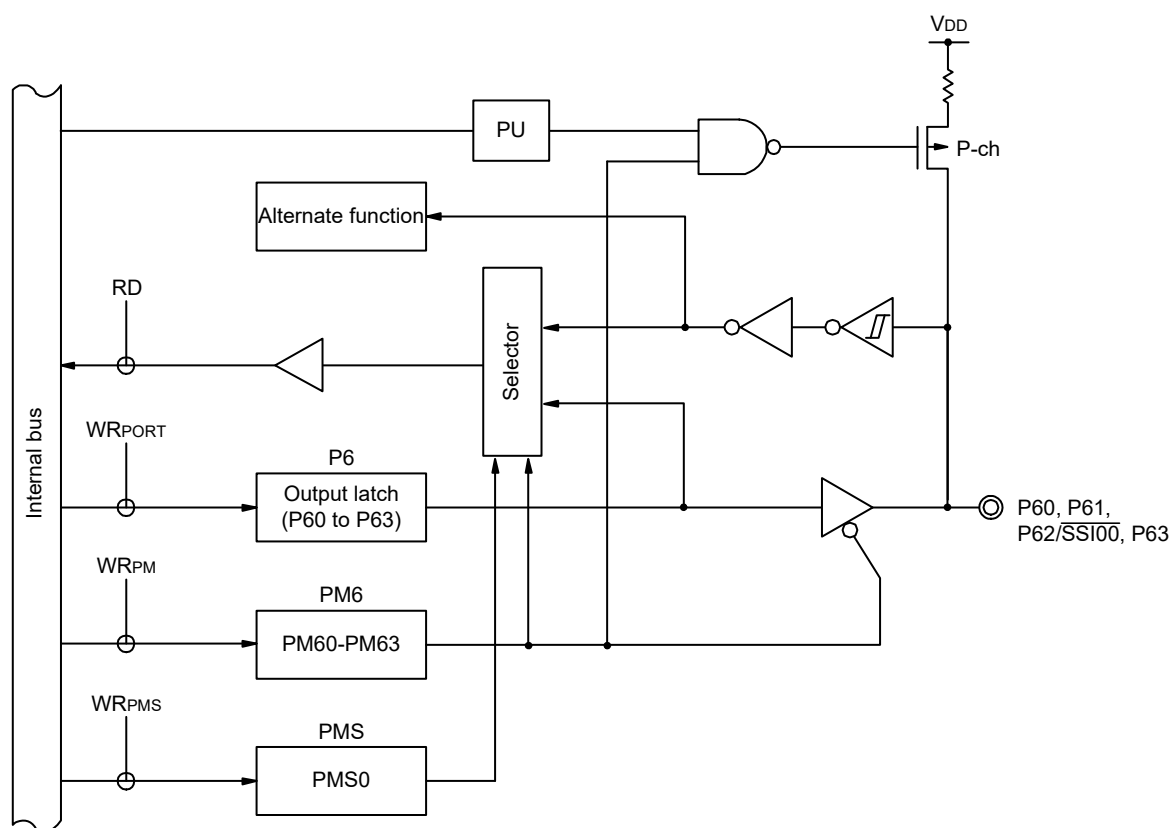 VDD
PU
P-ch
Alternate function
RD
Selector
Internal bus
WRPORT
P6
Output latch
(P60 to P63)
P60, P61,
P62/SSI00, P63
WRPM
PM6
PM60-PM63
WRPMS
PMS
PMS0